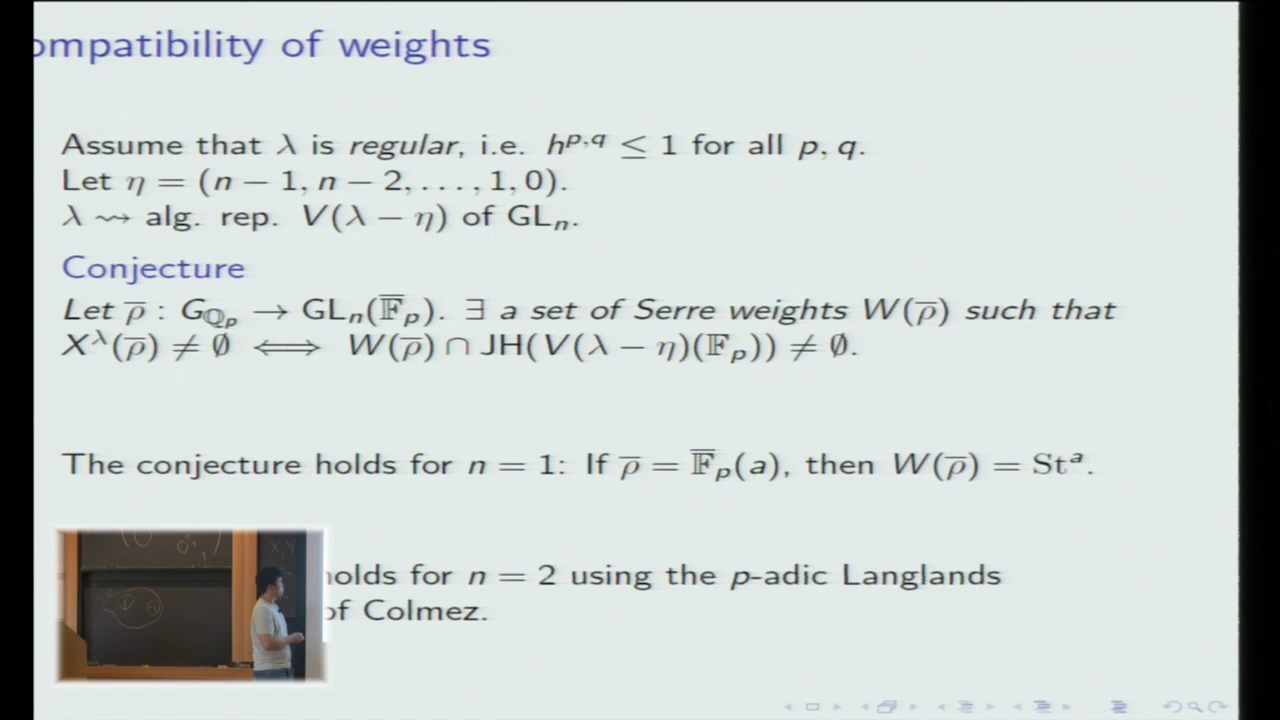 ompatibility of weights
Assume that λ is regular, i.e. h^{p,q} ≤ 1 for all p, q.
Let η = (n − 1, n − 2, . . . , 1, 0).
λ ⇝ alg. rep. V(λ − η) of GL_n.
Conjecture
Let ρ̅ : G_{ℚ_p} → GL_n(𝔽̅_p). ∃ a set of Serre weights W(ρ̅) such that
X^λ(ρ̅) ≠ ∅ ⟺ W(ρ̅) ∩ JH(V(λ − η)(𝔽_p)) ≠ ∅.
The conjecture holds for n = 1: If ρ̅ = 𝔽̅_p(a), then W(ρ̅) = St^a.
holds for n = 2 using the p-adic Langlands
of Colmez.